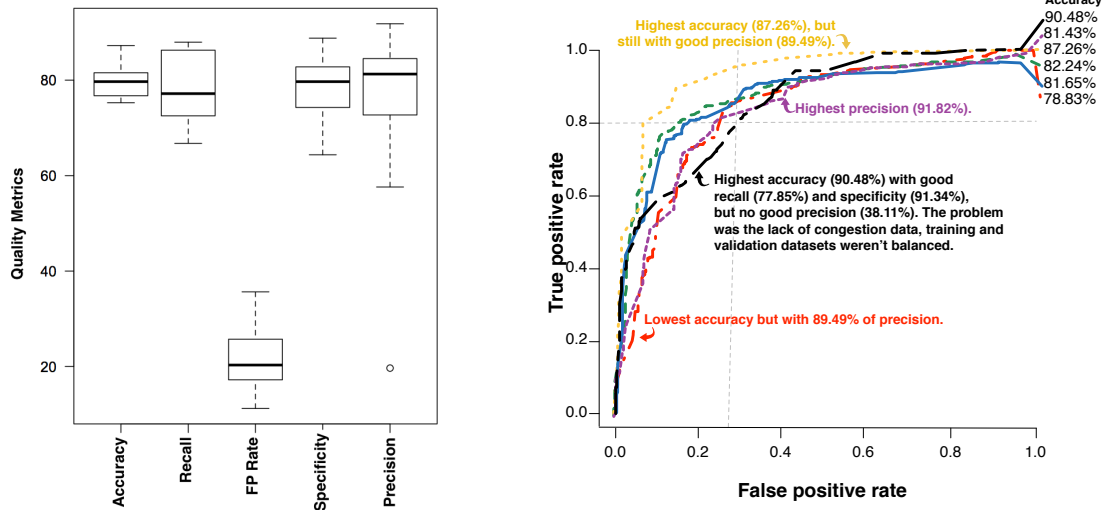 Quality Metrics
80
60
40
20
Accuracy
Recall
FP Rate
Specificity
Precision
Accuracy
90.48%
81.43%
87.26%
82.24%
81.65%
78.83%
Highest accuracy (87.26%), but
still with good precision (89.49%).
Highest precision (91.82%).
Highest accuracy (90.48%) with good
recall (77.85%) and specificity (91.34%),
but no good precision (38.11%). The problem
was the lack of congestion data, training and
validation datasets weren't balanced.
Lowest accuracy but with 89.49% of precision.
True positive rate
1.0
0.8
0.6
0.4
0.2
0.0
0.0
0.2
0.4
0.6
0.8
1.0
False positive rate